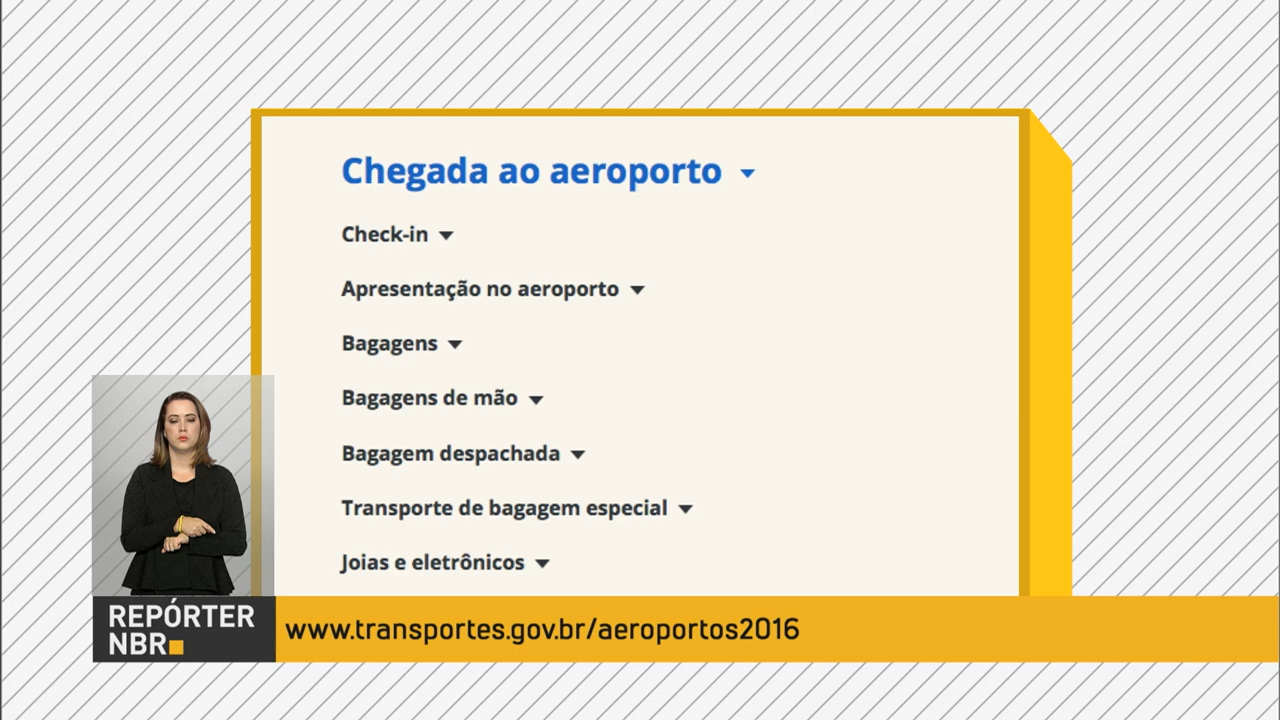 Chegada ao aeroporto
Check-in
Apresentação no aeroporto
Bagagens
Bagagens de mão
Bagagem despachada
Transporte de bagagem especial
Joias e eletrônicos
REPÓRTER
NBR
www.transportes.gov.br/aeroportos2016